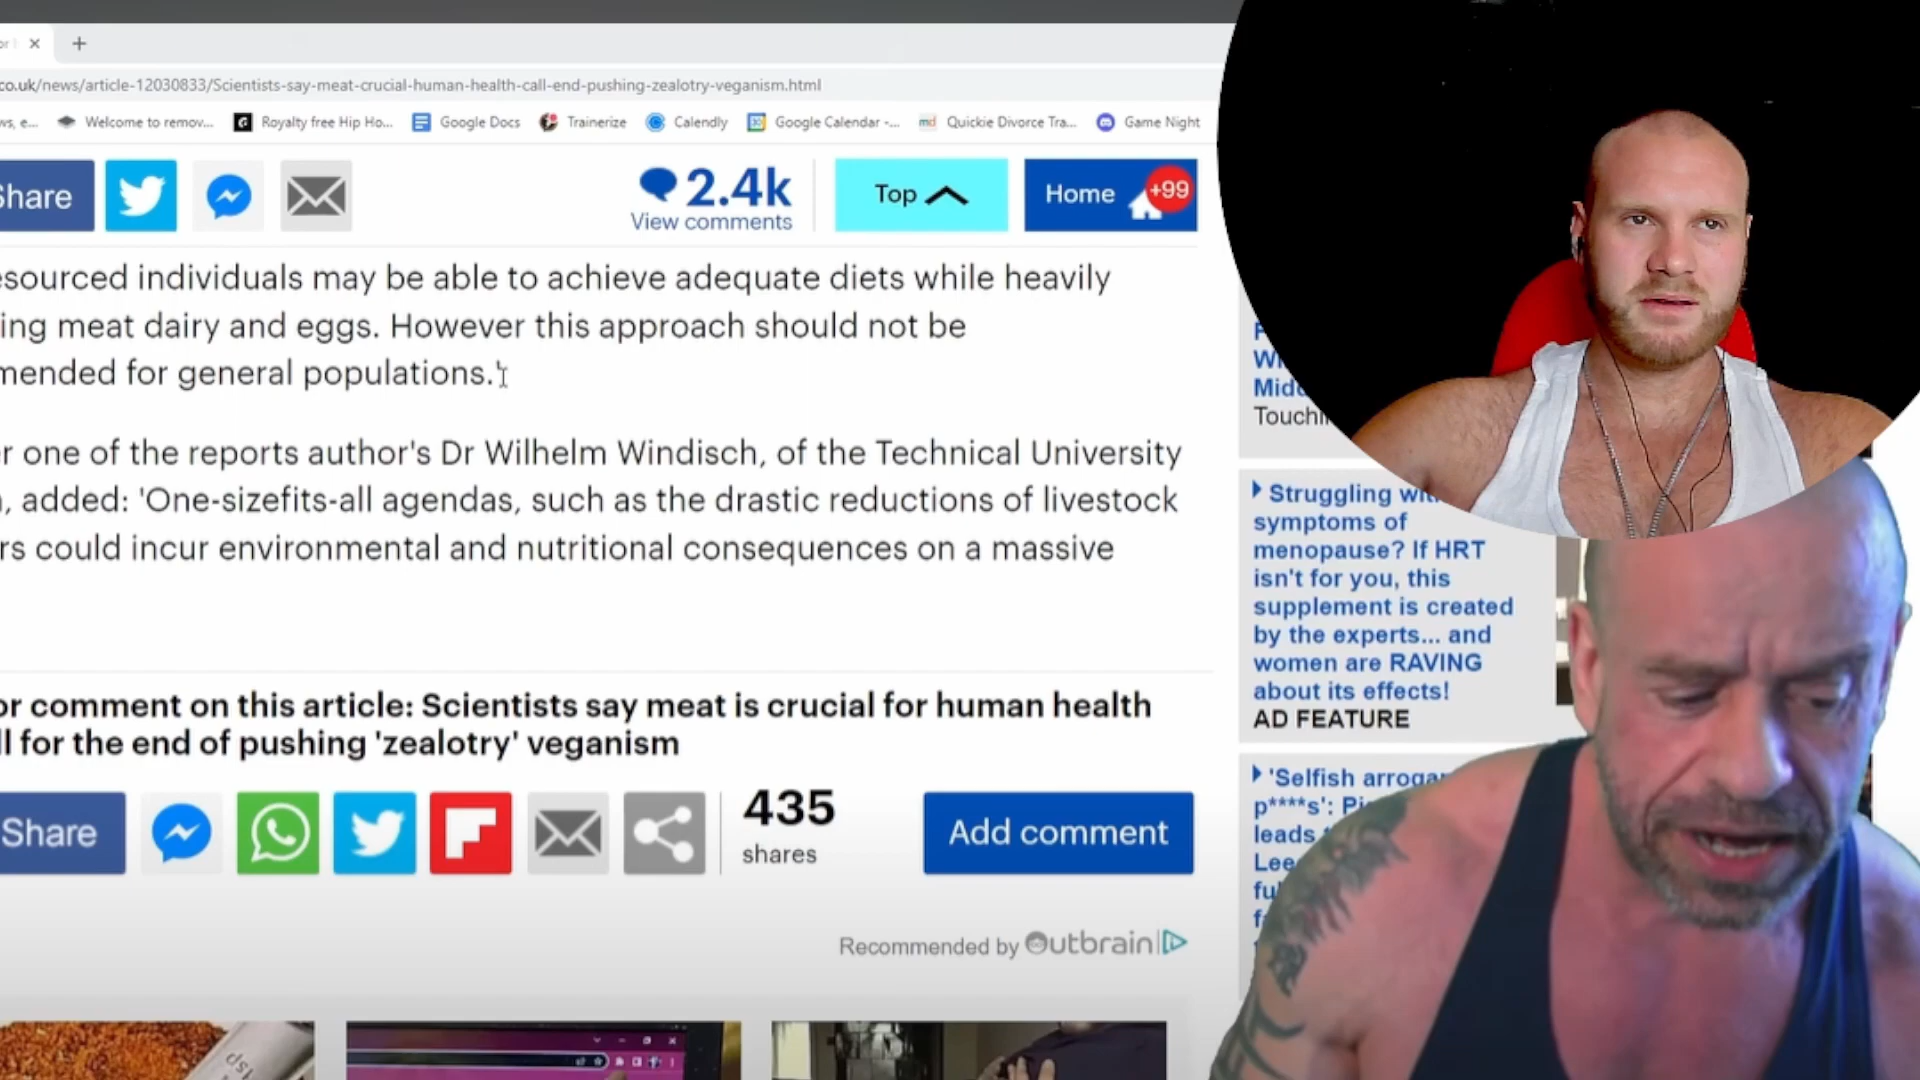 co.uk/news/article-12030833/Scientists-say-meat-crucial-human-health-call-end-pushing-zealotry-veganism.html
Welcome to remov...
Royalty free Hip Ho...
Google Docs
Trainerize
Calendly
Google Calendar -...
md
Quickie Divorce Tra...
Game Night
Share
2.4k
View comments
Top
Home
+99
esourced individuals may be able to achieve adequate diets while heavily
ing meat dairy and eggs. However this approach should not be
mended for general populations.'
r one of the reports author's Dr Wilhelm Windisch, of the Technical University
, added: 'One-sizefits-all agendas, such as the drastic reductions of livestock
rs could incur environmental and nutritional consequences on a massive
or comment on this article: Scientists say meat is crucial for human health
ll for the end of pushing 'zealotry' veganism
Share
435
shares
Add comment
Recommended by Outbrain
Struggling with
symptoms of
menopause? If HRT
isn't for you, this
supplement is created
by the experts... and
women are RAVING
about its effects!
AD FEATURE
'Selfish arrogan
p****s':
leads